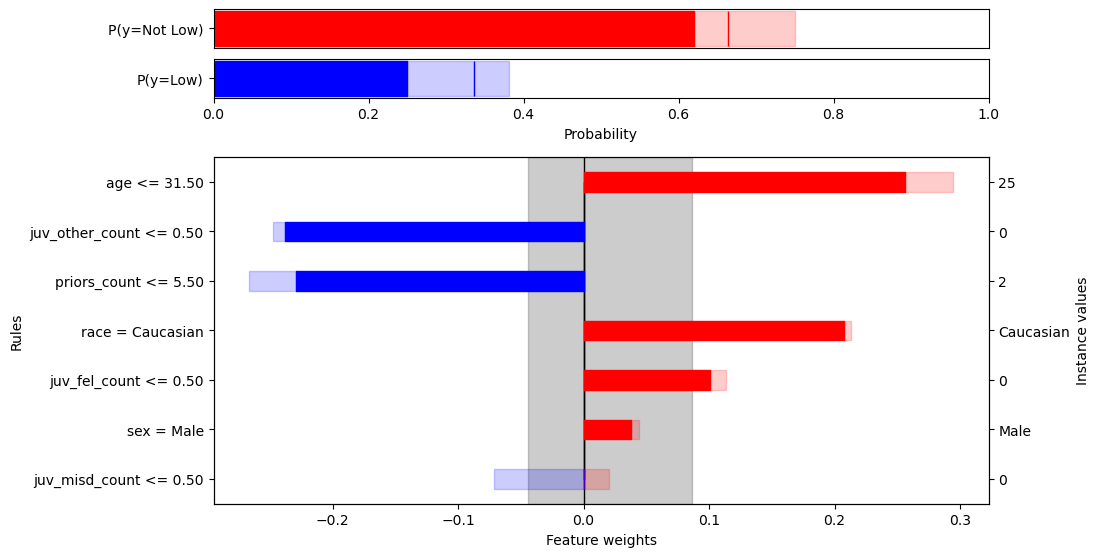 P(y=Not Low)
P(y=Low)
0.0 0.2 0.4 0.6 0.8 1.0
Probability
Rules
age <= 31.50 25
juv_other_count <= 0.50 0
priors_count <= 5.50 2
race = Caucasian Caucasian
juv_fel_count <= 0.50 0
sex = Male Male
juv_misd_count <= 0.50 0
Instance values
−0.2 −0.1 0.0 0.1 0.2 0.3
Feature weights